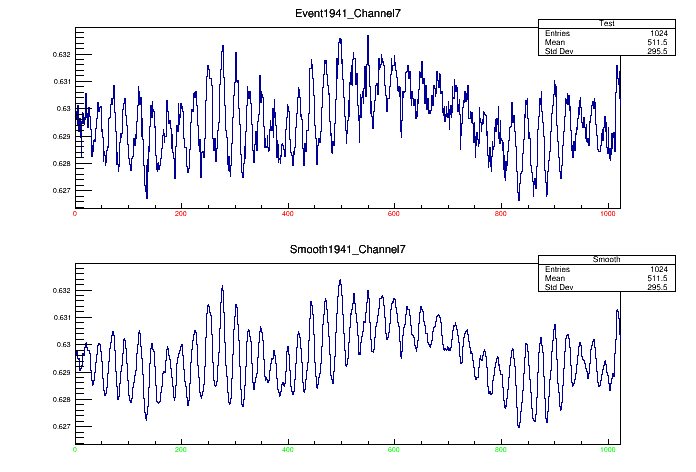 Event1941_Channel7
Test
Entries 1024
Mean 511.5
Std Dev 295.5
0.632
0.631
0.63
0.629
0.628
0.627
0 200 400 600 800 1000
Smooth1941_Channel7
Smooth
Entries 1024
Mean 511.5
Std Dev 295.5
0.632
0.631
0.63
0.629
0.628
0.627
0 200 400 600 800 1000